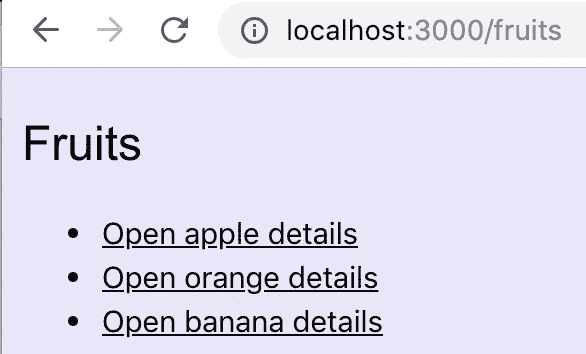 localhost:3000/fruits
Fruits
Open apple details
Open orange details
Open banana details